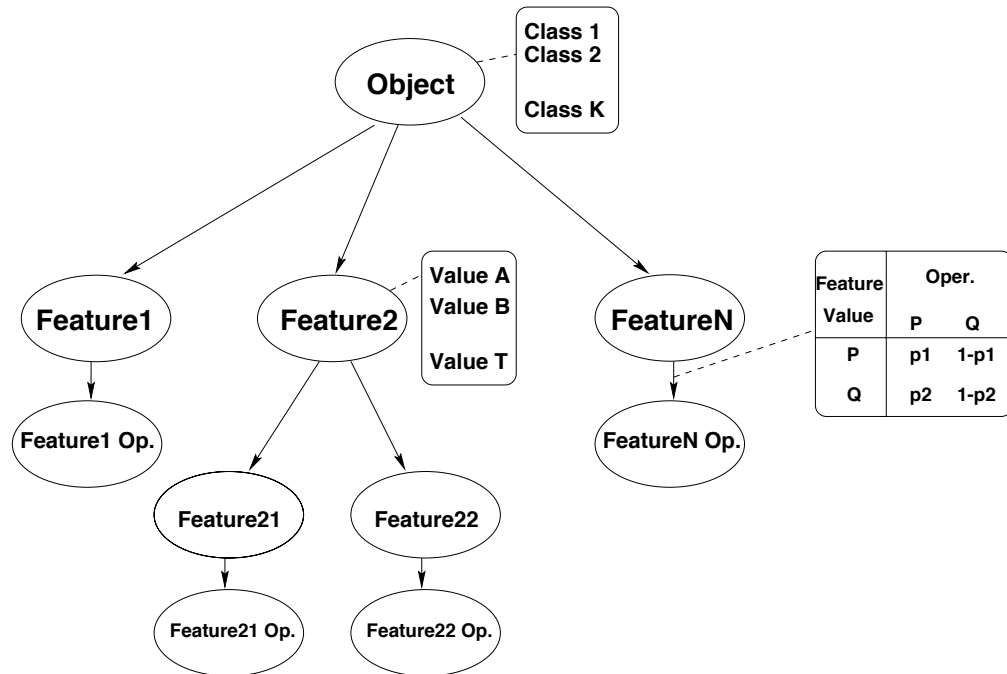 Class 1
Class 2
Class K
Object
Value A
Value B
Value T
Feature1
Feature2
FeatureN
Feature Oper.
Value P Q
P p1 1-p1
Q p2 1-p2
Feature1 Op.
FeatureN Op.
Feature21
Feature22
Feature21 Op.
Feature22 Op.